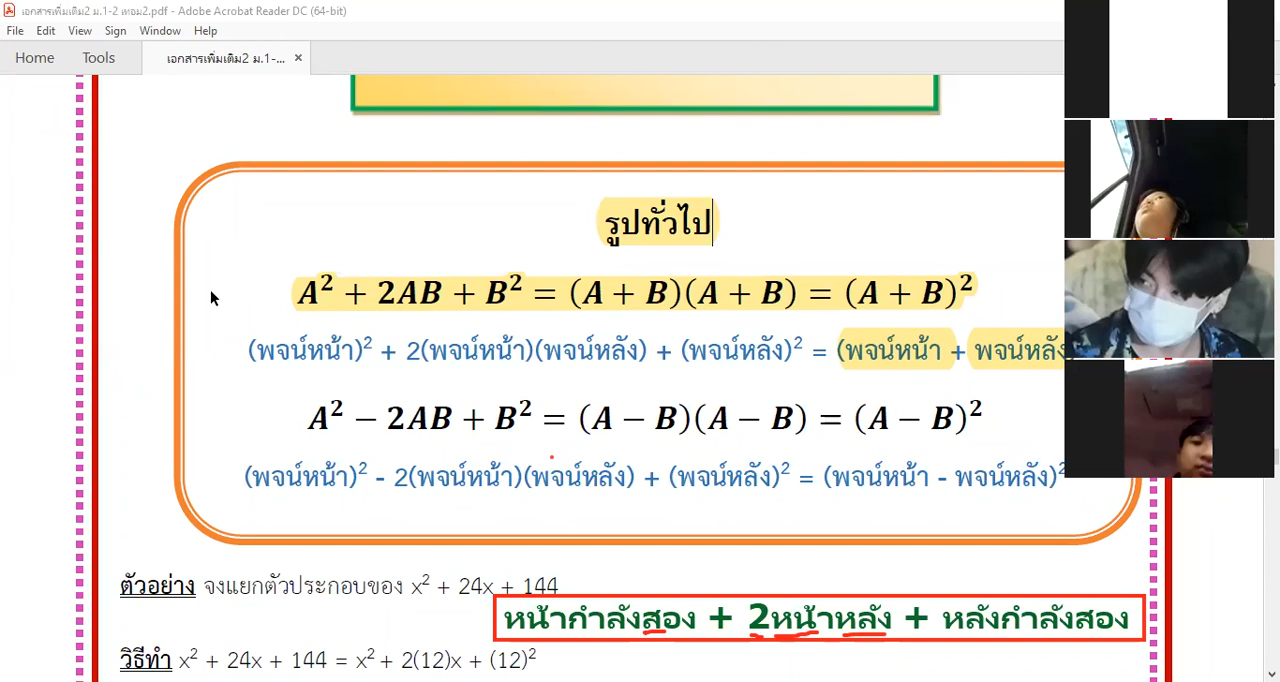 เอกสารเพิ่มเติม2 ม.1-2 เทอม2.pdf - Adobe Acrobat Reader DC (64-bit)
File Edit View Sign Window Help
Home Tools เอกสารเพิ่มเติม2 ม.1-... ×
รูปทั่วไป
A² + 2AB + B² = (A + B)(A + B) = (A + B)²
(พจน์หน้า)² + 2(พจน์หน้า)(พจน์หลัง) + (พจน์หลัง)² = (พจน์หน้า + พจน์หลัง
A² − 2AB + B² = (A − B)(A − B) = (A − B)²
(พจน์หน้า)² - 2(พจน์หน้า)(พจน์หลัง) + (พจน์หลัง)² = (พจน์หน้า - พจน์หลัง)²
ตัวอย่าง จงแยกตัวประกอบของ x² + 24x + 144
หน้ากำลังสอง + 2หน้าหลัง + หลังกำลังสอง
วิธีทำ x² + 24x + 144 = x² + 2(12)x + (12)²